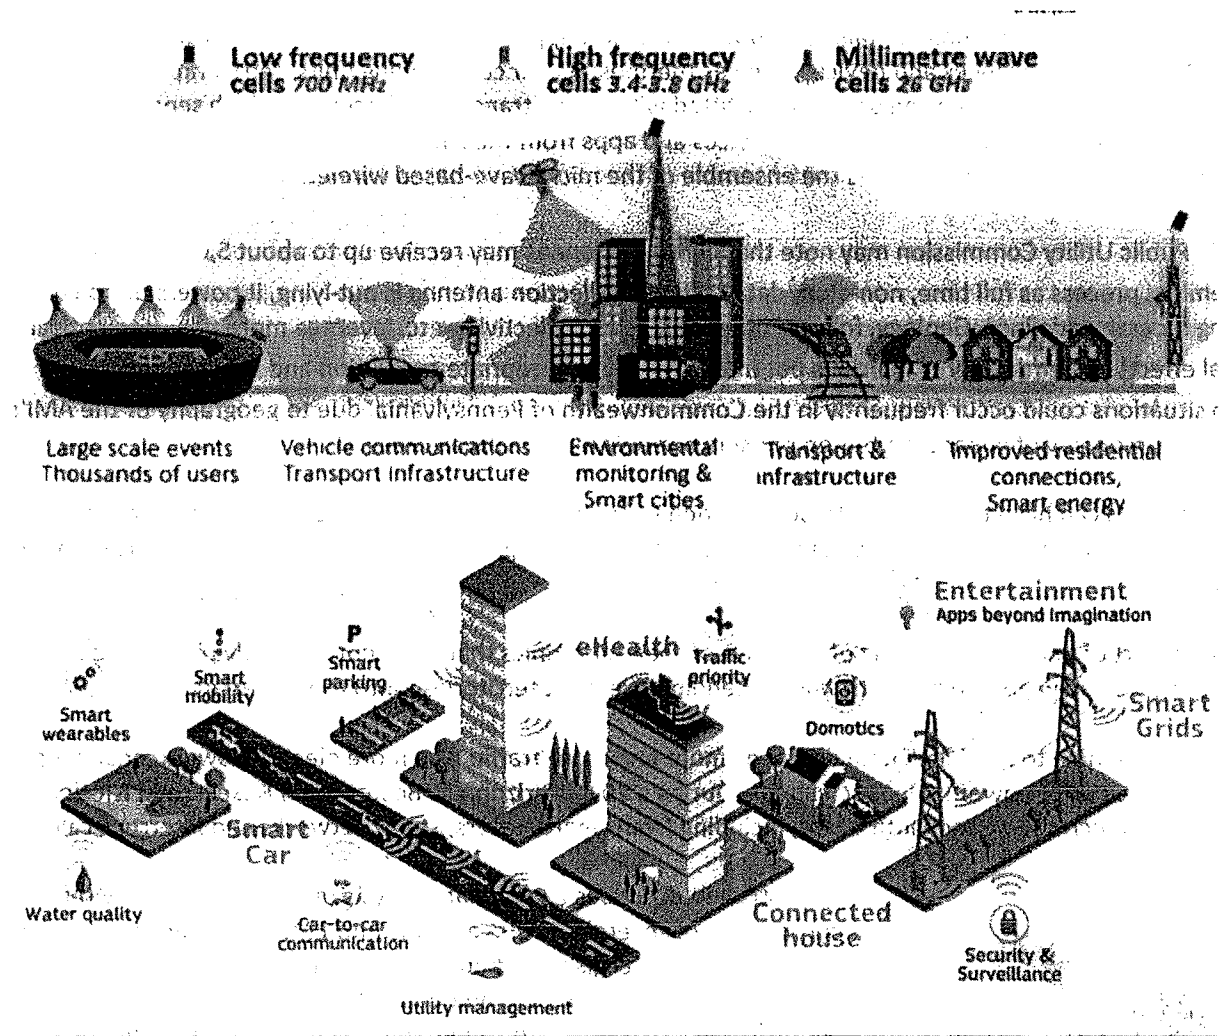 Low frequency
cells 700 MHz
High frequency
cells 3.4-3.8 GHz
Millimetre wave
cells 26 GHz
Large scale events
Thousands of users
Vehicle communications
Transport Infrastructure
Environmental
monitoring &
Smart cities
Transport &
infrastructure
Improved residential
connections,
Smart energy
Entertainment
Apps beyond imagination
eHealth
Traffic
priority
P
Smart
parking
Smart
mobility
Smart
wearables
Domotics
Smart
Grids
Smart
Car
Water quality
Car-to-car
communication
Connected
house
Security &
Surveillance
Utility management